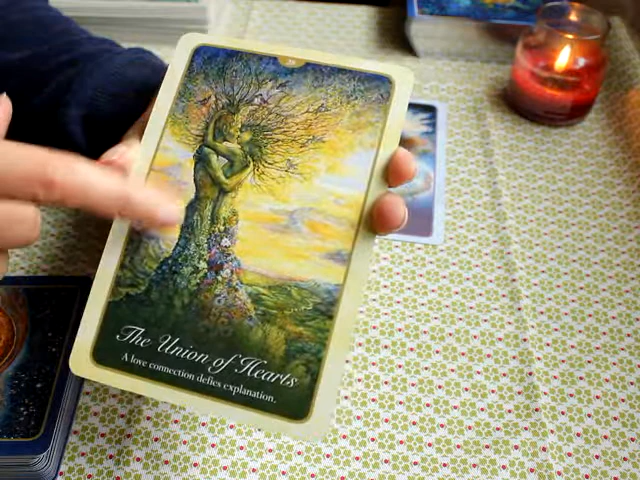 The Union of Hearts
A love connection defies explanation.